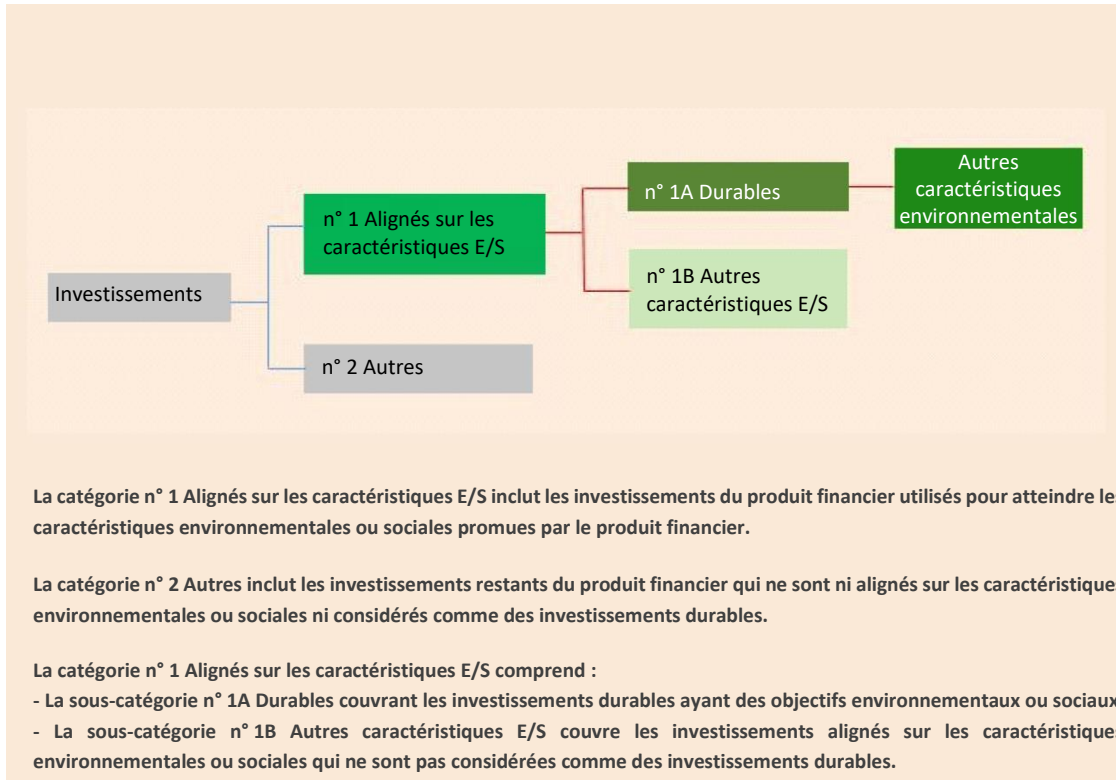 Autres
caractéristiques
environnementales
n° 1A Durables
n° 1 Alignés sur les
caractéristiques E/S
n° 1B Autres
caractéristiques E/S
Investissements
n° 2 Autres
La catégorie n° 1 Alignés sur les caractéristiques E/S inclut les investissements du produit financier utilisés pour atteindre les
caractéristiques environnementales ou sociales promues par le produit financier.
La catégorie n° 2 Autres inclut les investissements restants du produit financier qui ne sont ni alignés sur les caractéristiques
environnementales ou sociales ni considérés comme des investissements durables.
La catégorie n° 1 Alignés sur les caractéristiques E/S comprend :
- La sous-catégorie n° 1A Durables couvrant les investissements durables ayant des objectifs environnementaux ou sociaux
- La sous-catégorie n° 1B Autres caractéristiques E/S couvre les investissements alignés sur les caractéristiques
environnementales ou sociales qui ne sont pas considérées comme des investissements durables.